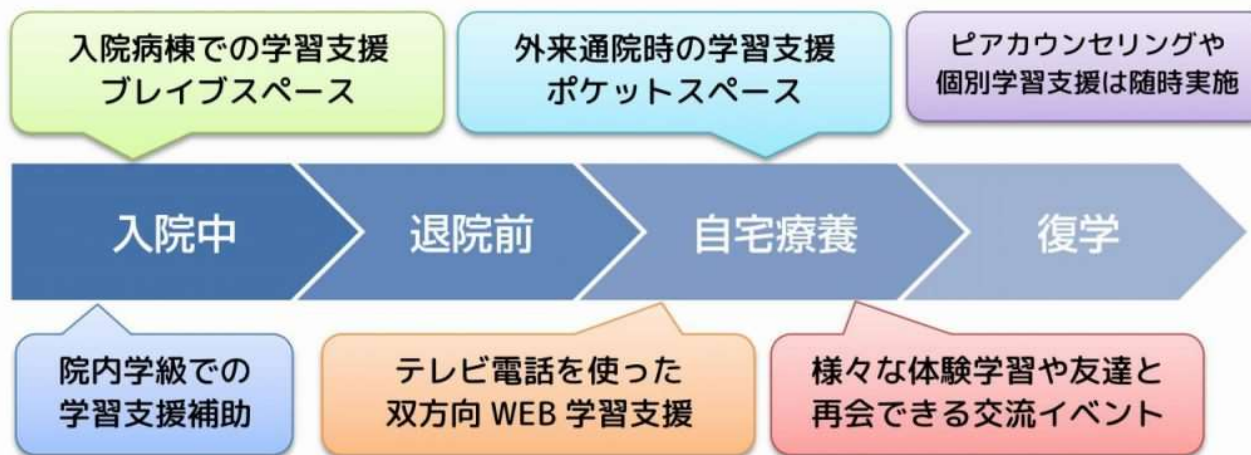 入院病棟での学習支援
ブレイブスペース
外来通院時の学習支援
ポケットスペース
ピアカウンセリングや
個別学習支援は随時実施
入院中
退院前
自宅療養
復学
院内学級での
学習支援補助
テレビ電話を使った
双方向 WEB 学習支援
様々な体験学習や友達と
再会できる交流イベント